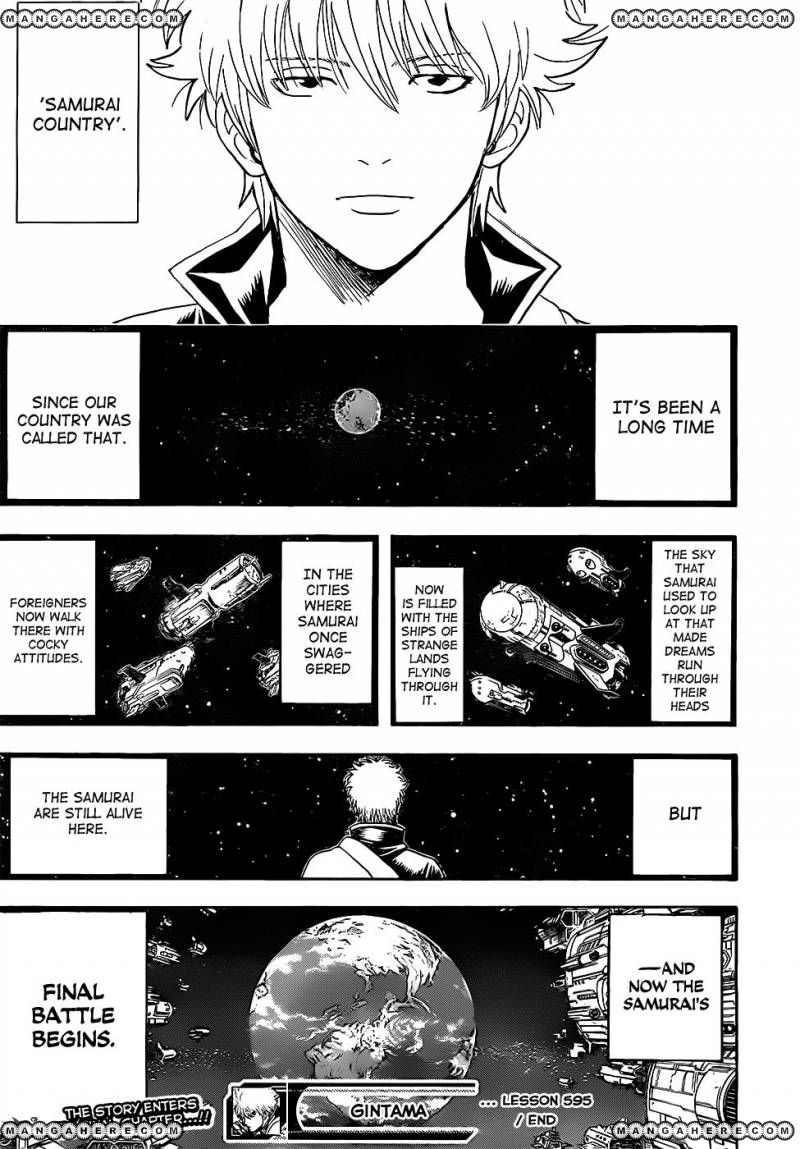 MANGAHERE.COM
MANGAHERE.COM
'SAMURAI
COUNTRY'.
IT'S BEEN A
LONG TIME
SINCE OUR
COUNTRY WAS
CALLED THAT.
THE SKY
THAT
SAMURAI
USED TO
LOOK UP
AT THAT
MADE
DREAMS
RUN
THROUGH
THEIR
HEADS
NOW
IS FILLED
WITH THE
SHIPS OF
STRANGE
LANDS
FLYING
THROUGH
IT.
IN THE
CITIES
WHERE
SAMURAI
ONCE
SWAG-
GERED
FOREIGNERS
NOW WALK
THERE WITH
COCKY
ATTITUDES.
BUT
THE SAMURAI
ARE STILL ALIVE
HERE.
—AND
NOW THE
SAMURAI'S
FINAL
BATTLE
BEGINS.
THE STORY ENTERS
CHAPTER...!!
GINTAMA
... LESSON 595
/ END
MANGAHERE.COM
MANGAHERE.COM